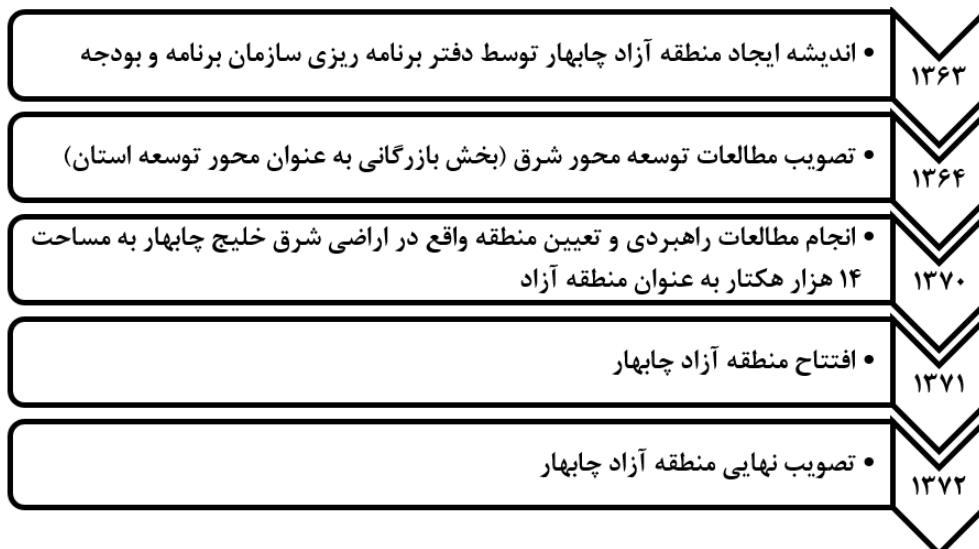 ۱۳۶۳
• اندیشه ایجاد منطقه آزاد چابهار توسط دفتر برنامه ریزی سازمان برنامه و بودجه
۱۳۶۴
• تصویب مطالعات توسعه محور شرق (بخش بازرگانی به عنوان محور توسعه استان)
۱۳۷۰
• انجام مطالعات راهبردی و تعیین منطقه واقع در اراضی شرق خلیج چابهار به مساحت
۱۴ هزار هکتار به عنوان منطقه آزاد
۱۳۷۱
• افتتاح منطقه آزاد چابهار
۱۳۷۲
• تصویب نهایی منطقه آزاد چابهار